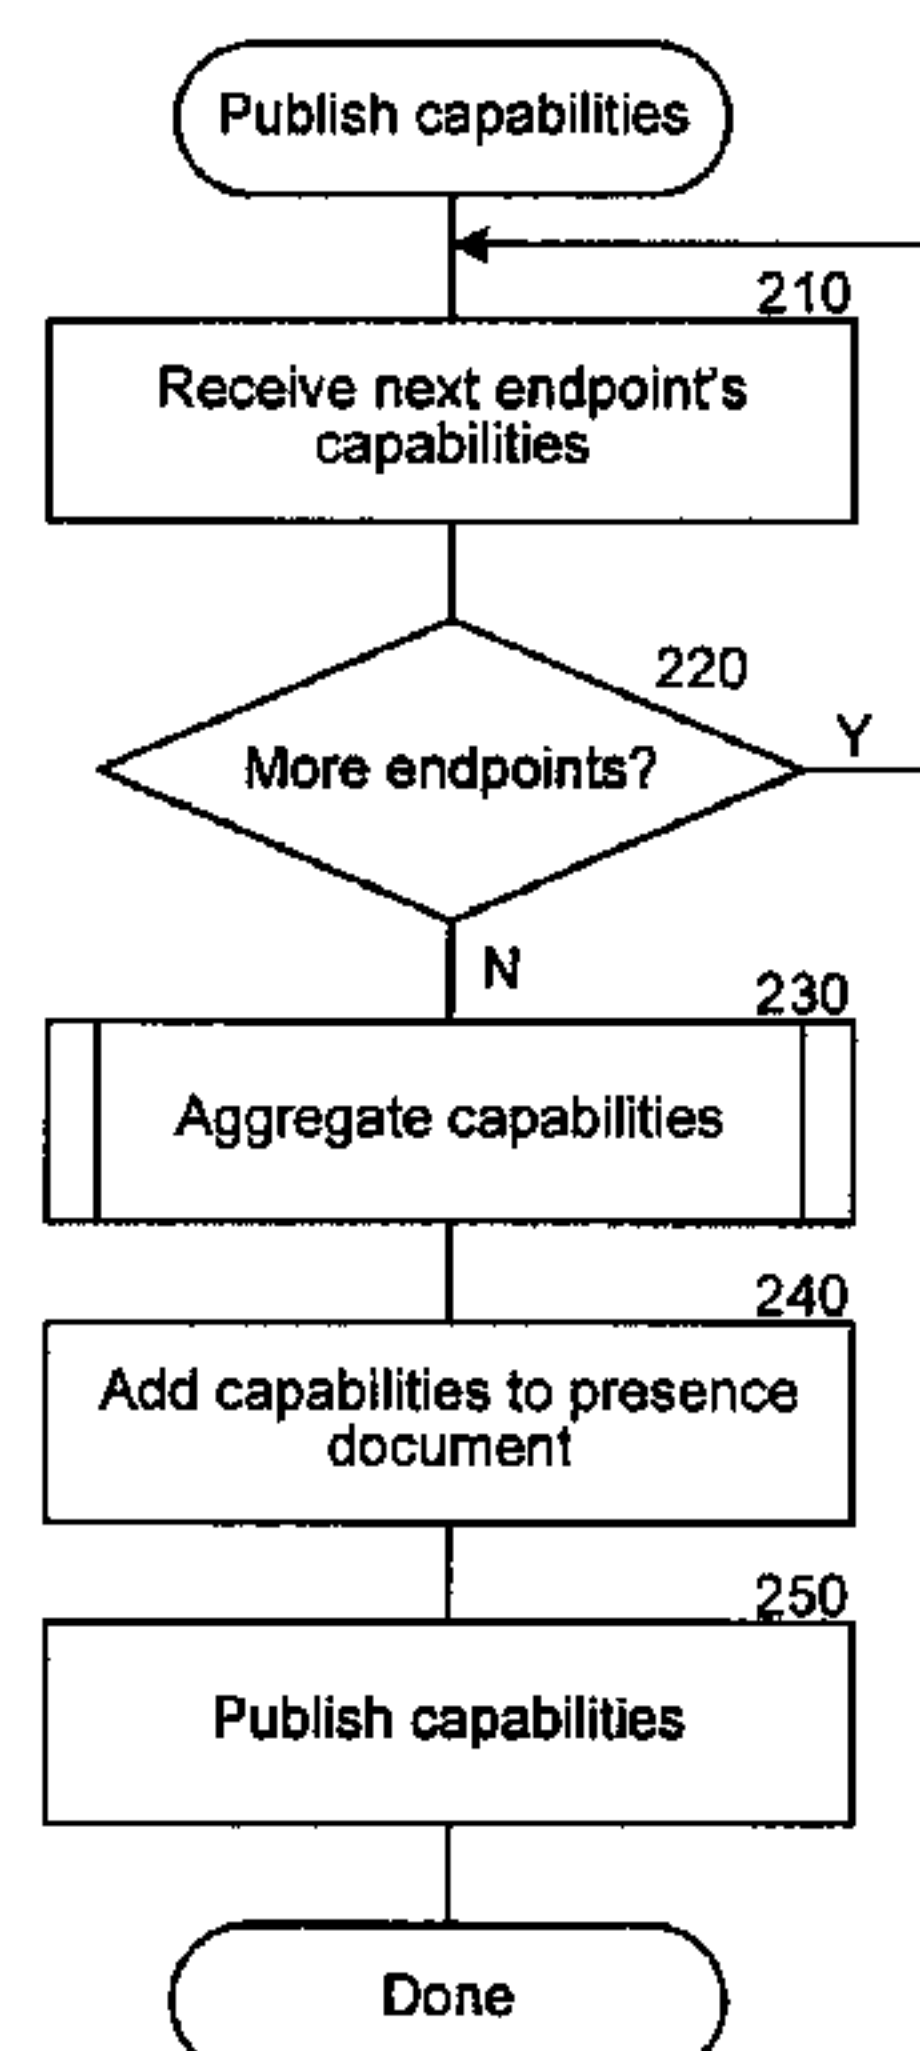 Publish capabilities
210
Receive next endpoint's
capabilities
220
More endpoints?
Y
N
230
Aggregate capabilities
240
Add capabilities to presence
document
250
Publish capabilities
Done